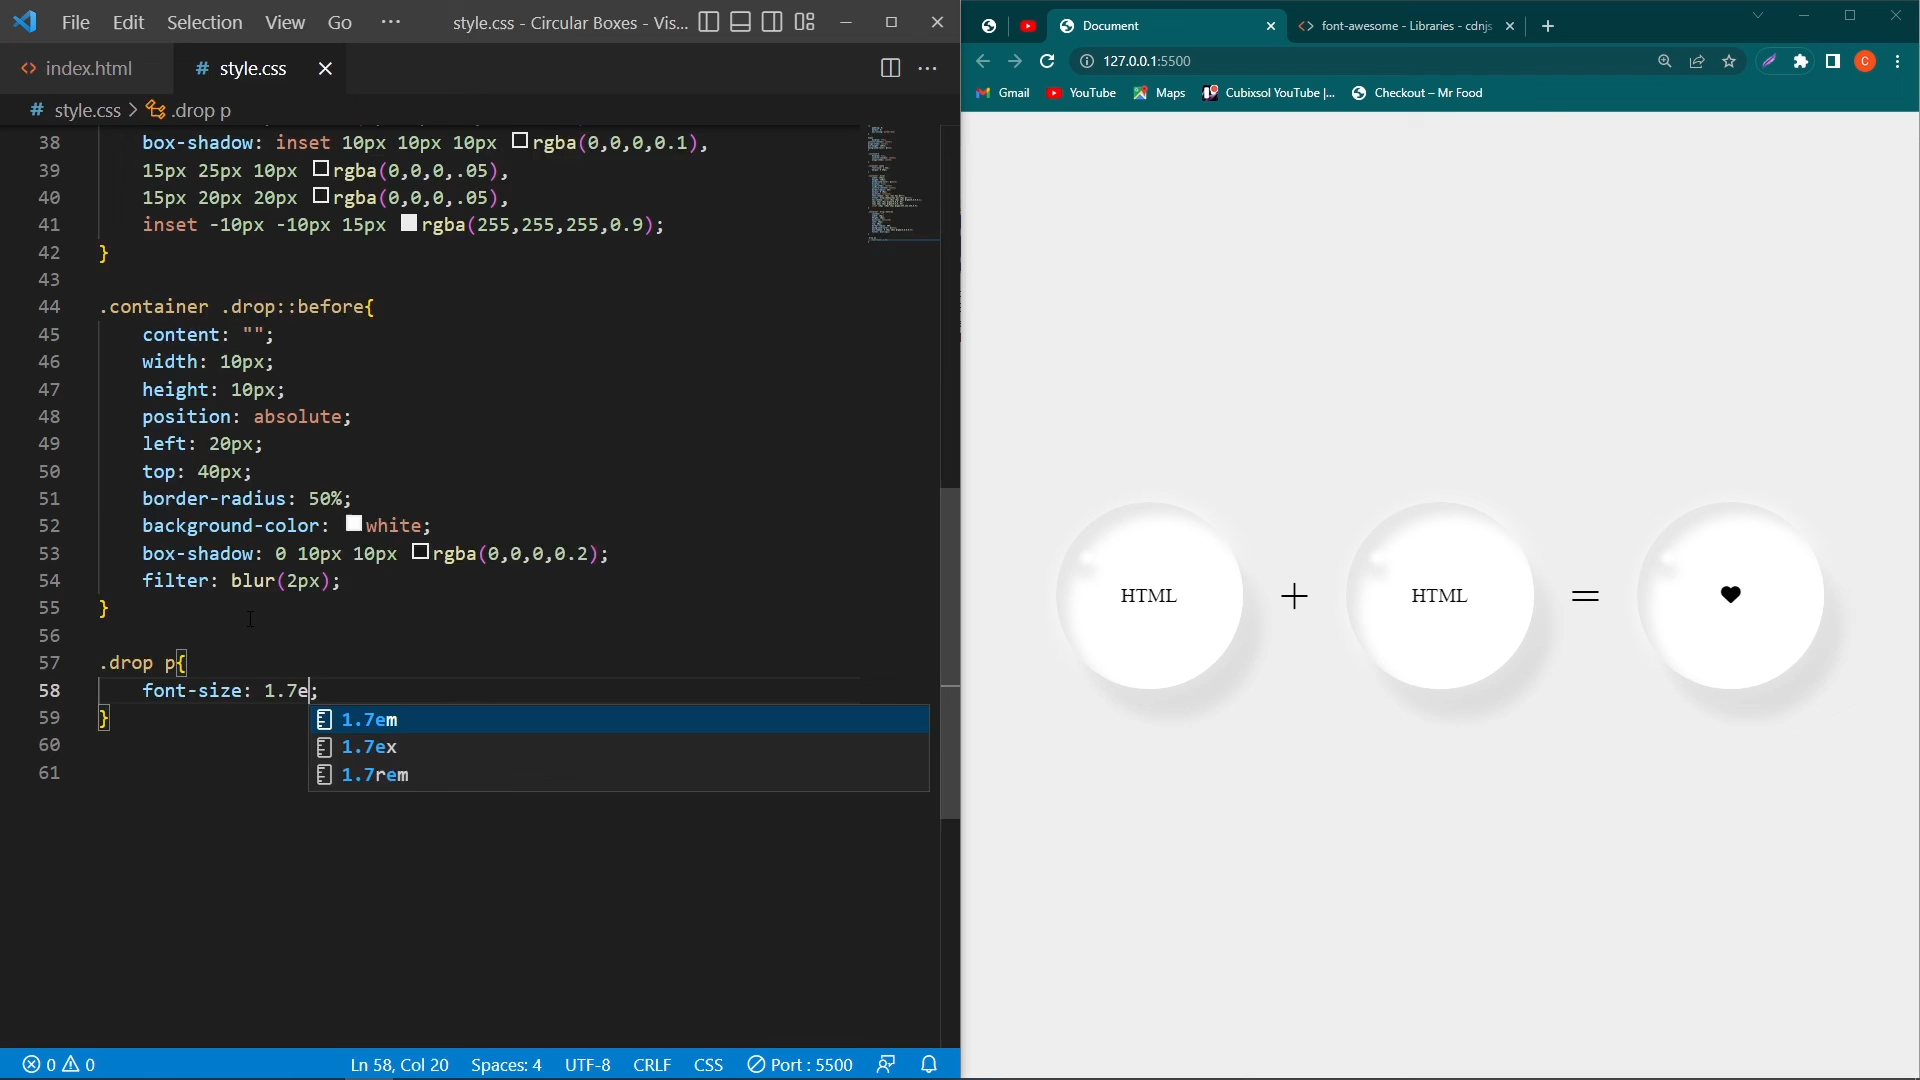 File Edit Selection View Go ··· style.css - Circular Boxes - Vis...
index.html # style.css
# style.css > .drop p
38 box-shadow: inset 10px 10px 10px rgba(0,0,0,0.1),
39 15px 25px 10px rgba(0,0,0,.05),
40 15px 20px 20px rgba(0,0,0,.05),
41 inset -10px -10px 15px rgba(255,255,255,0.9);
42 }
43
44 .container .drop::before{
45 content: "";
46 width: 10px;
47 height: 10px;
48 position: absolute;
49 left: 20px;
50 top: 40px;
51 border-radius: 50%;
52 background-color: white;
53 box-shadow: 0 10px 10px rgba(0,0,0,0.2);
54 filter: blur(2px);
55 }
56
57 .drop p{
58 font-size: 1.7e;
59 }
60
61
1.7em
1.7ex
1.7rem
0 0 Ln 58, Col 20 Spaces: 4 UTF-8 CRLF CSS Port : 5500
Document font-awesome - Libraries - cdnjs
127.0.0.1:5500 C
Gmail YouTube Maps Cubixsol YouTube |... Checkout – Mr Food
HTML + HTML =